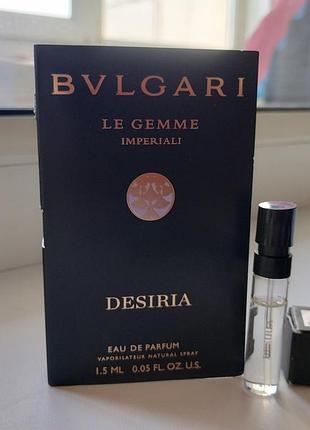 BVLGARI
LE GEMME
IMPERIALI
DESIRIA
EAU DE PARFUM
VAPORISATEUR NATURAL SPRAY
1.5 ML 0.05 FL. OZ. U.S.